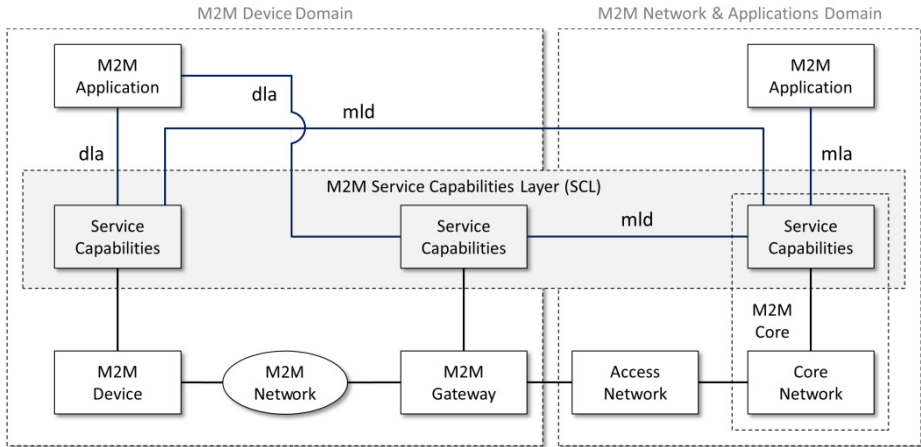 M2M Device Domain
M2M Network & Applications Domain
M2M
Application
M2M
Application
dla
mld
dla
mla
M2M Service Capabilities Layer (SCL)
Service
Capabilities
Service
Capabilities
mld
Service
Capabilities
M2M
Core
M2M
Device
M2M
Network
M2M
Gateway
Access
Network
Core
Network